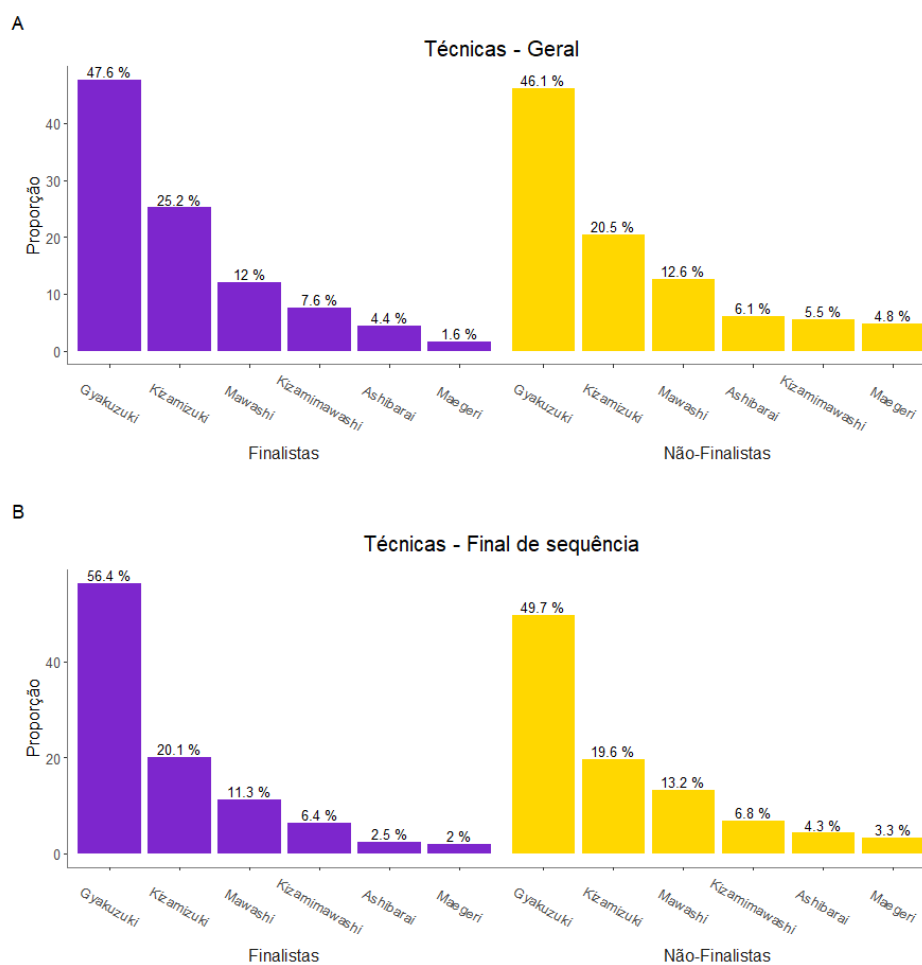 A
Técnicas - Geral
47.6 %
46.1 %
40
30
25.2 %
20.5 %
20
12 %
12.6 %
10
7.6 %
4.4 %
1.6 %
6.1 %
5.5 %
4.8 %
0
Proporção
Gyakuzuki
Kizamizuki
Mawashi
Kizamimawashi
Ashibarai
Maegeri
Gyakuzuki
Kizamizuki
Mawashi
Ashibarai
Kizamimawashi
Maegeri
Finalistas
Não-Finalistas
B
Técnicas - Final de sequência
56.4 %
49.7 %
40
20.1 %
19.6 %
20
11.3 %
13.2 %
6.4 %
2.5 %
2 %
6.8 %
4.3 %
3.3 %
0
Proporção
Gyakuzuki
Kizamizuki
Mawashi
Kizamimawashi
Ashibarai
Maegeri
Gyakuzuki
Kizamizuki
Mawashi
Kizamimawashi
Ashibarai
Maegeri
Finalistas
Não-Finalistas